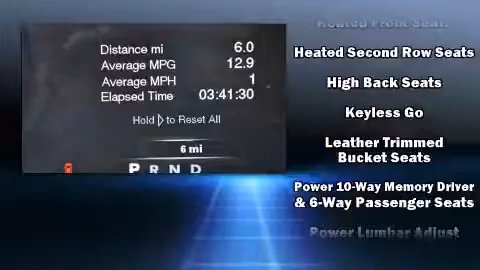 Distance mi 6.0
Average MPG 12.9
Average MPH 1
Elapsed Time 03:41:30
Hold to Reset All
6 mi
P R N D
Heated Front Seats
Heated Second Row Seats
High Back Seats
Keyless Go
Leather Trimmed
Bucket Seats
Power 10-Way Memory Driver
& 6-Way Passenger Seats
Power Lumbar Adjust